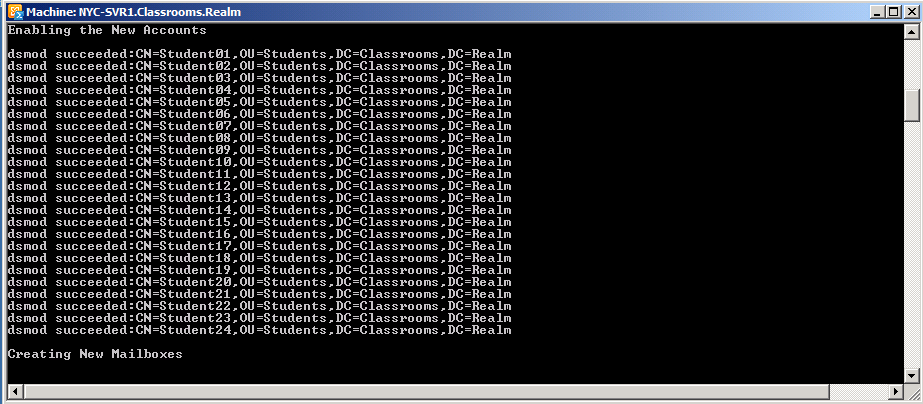 Machine: NYC-SVR1.Classrooms.Realm
Enabling the New Accounts
dsmod succeeded:CN=Student01,OU=Students,DC=Classrooms,DC=Realm
dsmod succeeded:CN=Student02,OU=Students,DC=Classrooms,DC=Realm
dsmod succeeded:CN=Student03,OU=Students,DC=Classrooms,DC=Realm
dsmod succeeded:CN=Student04,OU=Students,DC=Classrooms,DC=Realm
dsmod succeeded:CN=Student05,OU=Students,DC=Classrooms,DC=Realm
dsmod succeeded:CN=Student06,OU=Students,DC=Classrooms,DC=Realm
dsmod succeeded:CN=Student07,OU=Students,DC=Classrooms,DC=Realm
dsmod succeeded:CN=Student08,OU=Students,DC=Classrooms,DC=Realm
dsmod succeeded:CN=Student09,OU=Students,DC=Classrooms,DC=Realm
dsmod succeeded:CN=Student10,OU=Students,DC=Classrooms,DC=Realm
dsmod succeeded:CN=Student11,OU=Students,DC=Classrooms,DC=Realm
dsmod succeeded:CN=Student12,OU=Students,DC=Classrooms,DC=Realm
dsmod succeeded:CN=Student13,OU=Students,DC=Classrooms,DC=Realm
dsmod succeeded:CN=Student14,OU=Students,DC=Classrooms,DC=Realm
dsmod succeeded:CN=Student15,OU=Students,DC=Classrooms,DC=Realm
dsmod succeeded:CN=Student16,OU=Students,DC=Classrooms,DC=Realm
dsmod succeeded:CN=Student17,OU=Students,DC=Classrooms,DC=Realm
dsmod succeeded:CN=Student18,OU=Students,DC=Classrooms,DC=Realm
dsmod succeeded:CN=Student19,OU=Students,DC=Classrooms,DC=Realm
dsmod succeeded:CN=Student20,OU=Students,DC=Classrooms,DC=Realm
dsmod succeeded:CN=Student21,OU=Students,DC=Classrooms,DC=Realm
dsmod succeeded:CN=Student22,OU=Students,DC=Classrooms,DC=Realm
dsmod succeeded:CN=Student23,OU=Students,DC=Classrooms,DC=Realm
dsmod succeeded:CN=Student24,OU=Students,DC=Classrooms,DC=Realm
Creating New Mailboxes